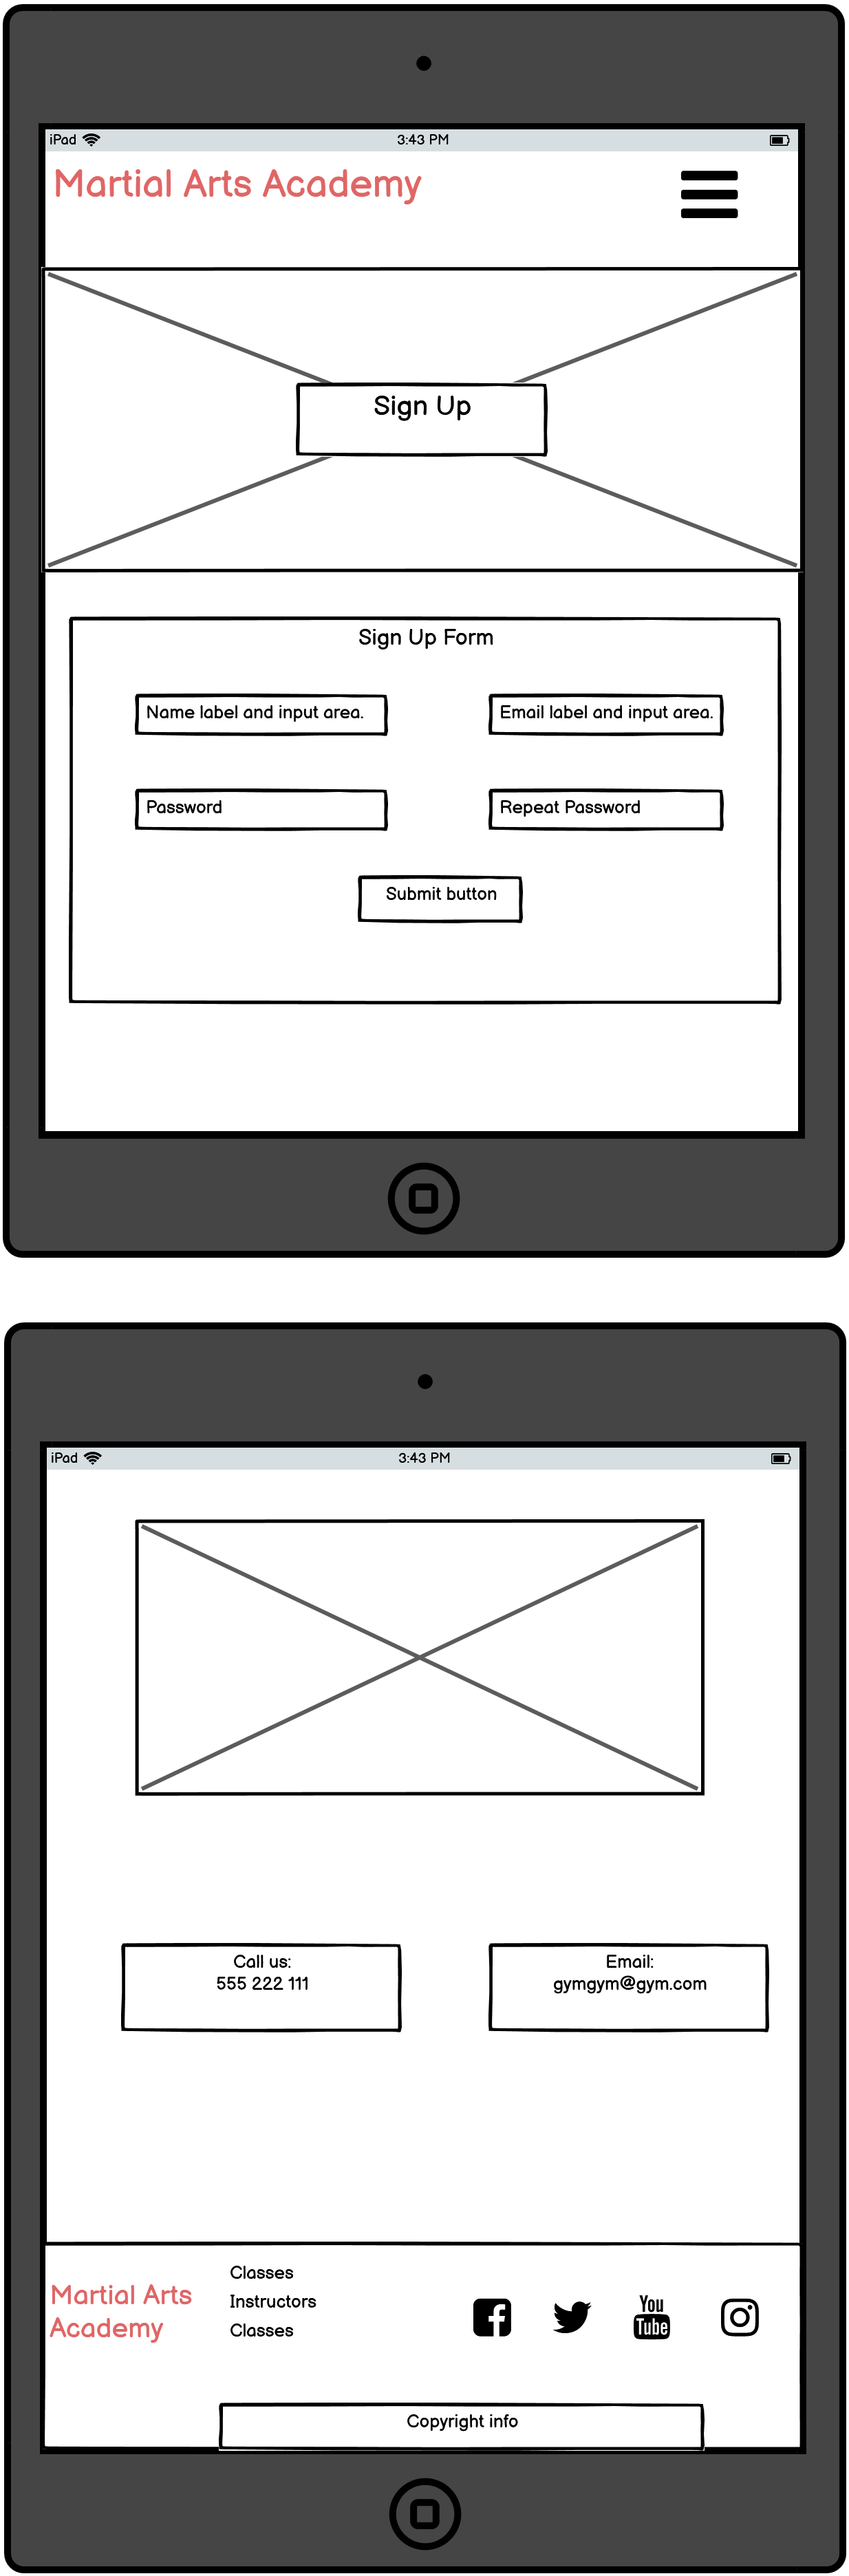 iPad
3:43 PM
Martial Arts Academy
Sign Up
Sign Up Form
Name label and input area.
Email label and input area.
Password
Repeat Password
Submit button
iPad
3:43 PM
Call us:
555 222 111
Email:
gymgym@gym.com
Martial Arts
Academy
Classes
Instructors
Classes
You
Tube
Copyright info